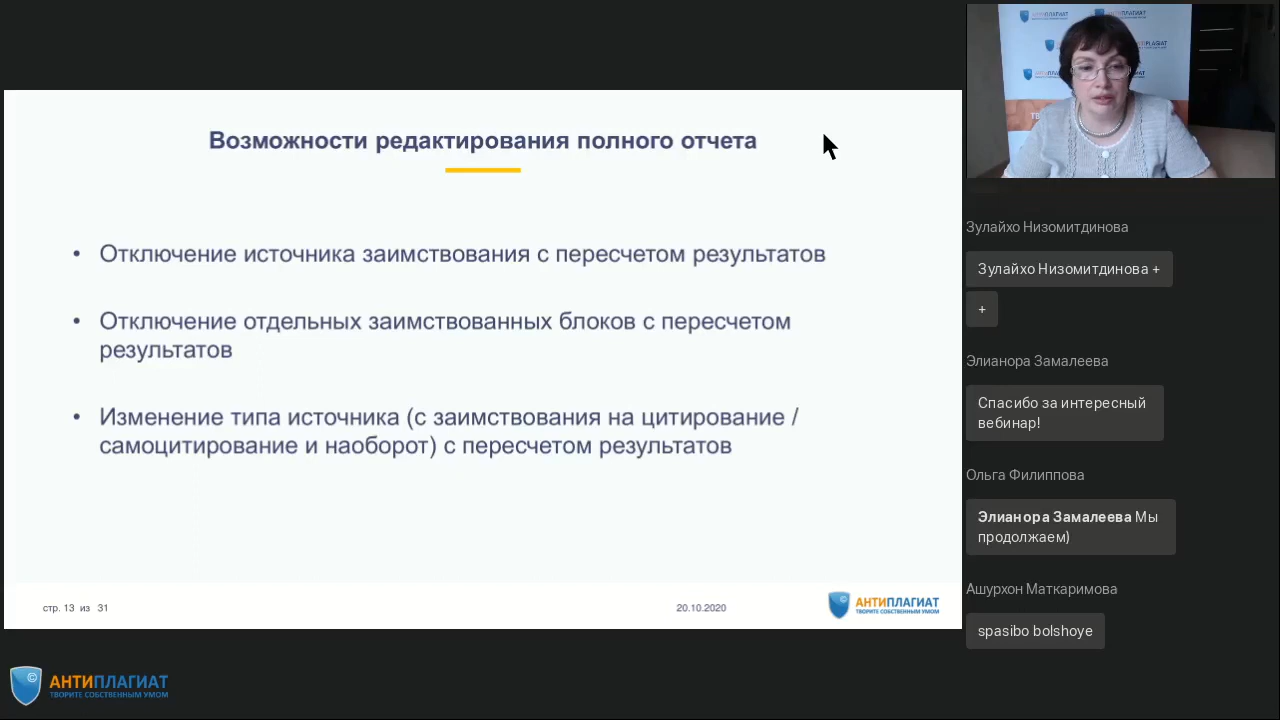 Возможности редактирования полного отчета
• Отключение источника заимствования с пересчетом результатов
• Отключение отдельных заимствованных блоков с пересчетом
результатов
• Изменение типа источника (с заимствования на цитирование /
самоцитирование и наоборот) с пересчетом результатов
стр. 13 из 31
20.10.2020
АНТИПЛАГИАТ
ТВОРИТЕ СОБСТВЕННЫМ УМОМ
©
АНТИПЛАГИАТ
ТВОРИТЕ СОБСТВЕННЫМ УМОМ
Зулайхо Низомитдинова
Зулайхо Низомитдинова +
+
Элианора Замалеева
Спасибо за интересный
вебинар!
Ольга Филиппова
Элианора Замалеева Мы
продолжаем)
Ашурхон Маткаримова
spasibo bolshoye